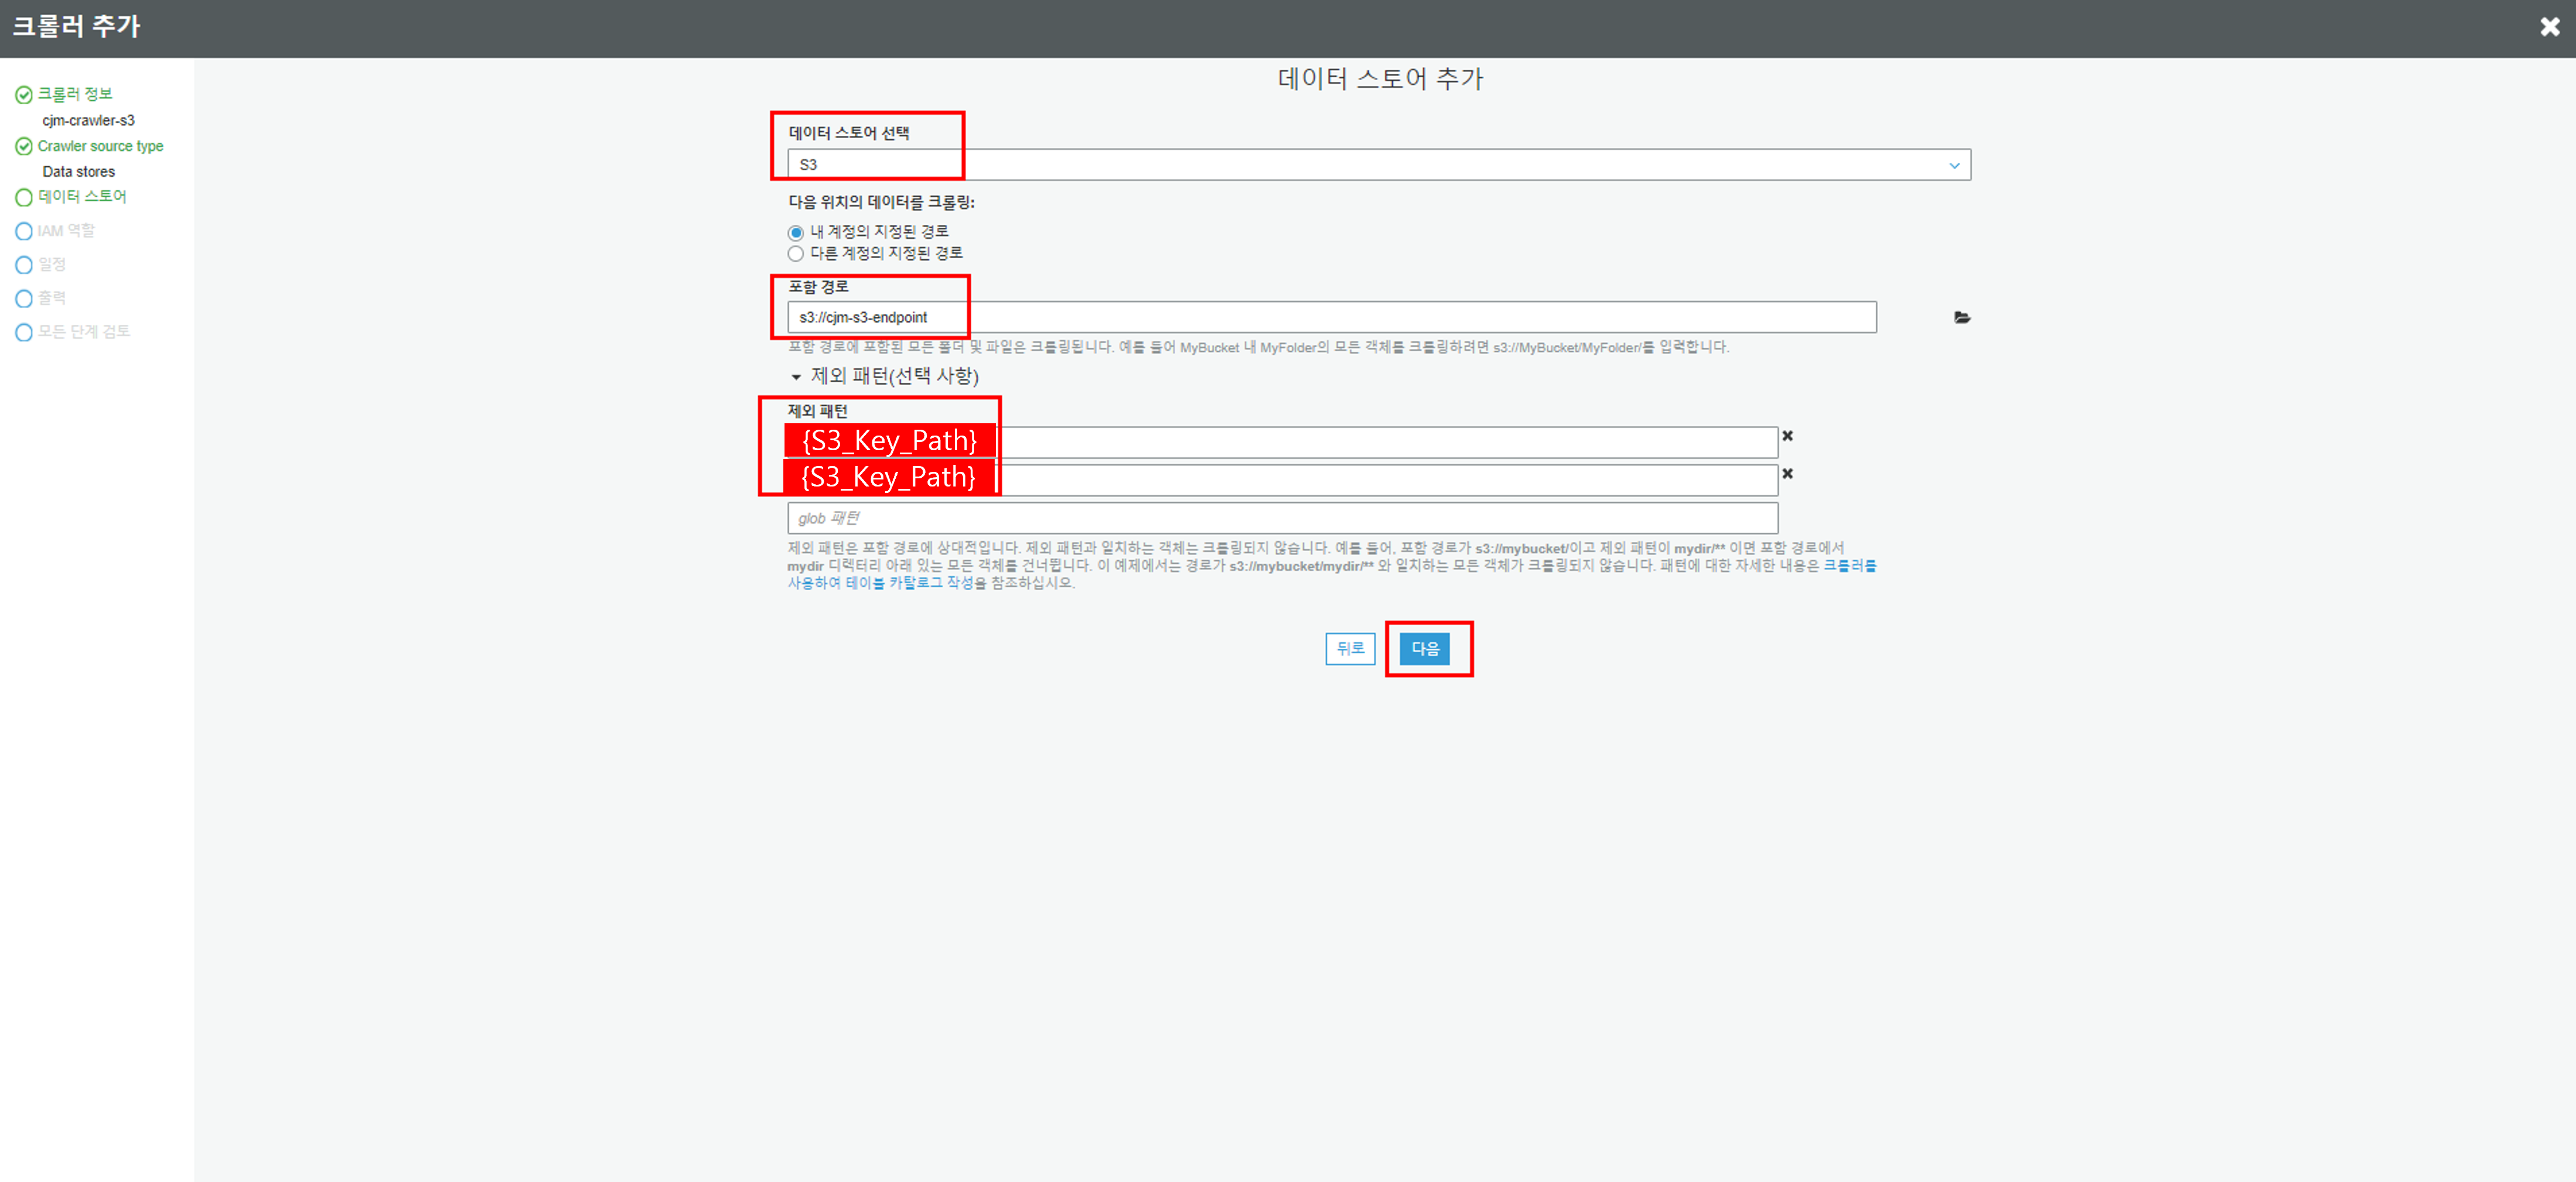 크롤러 추가
크롤러 정보
cjm-crawler-s3
Crawler source type
Data stores
데이터 스토어
IAM 역할
일정
출력
모든 단계 검토
데이터 스토어 추가
데이터 스토어 선택
S3
다음 위치의 데이터를 크롤링:
내 계정의 지정된 경로
다른 계정의 지정된 경로
포함 경로
s3://cjm-s3-endpoint
포함 경로에 포함된 모든 폴더 및 파일은 크롤링됩니다. 예를 들어 MyBucket 내 MyFolder의 모든 객체를 크롤링하려면 s3://MyBucket/MyFolder/를 입력합니다.
제외 패턴(선택 사항)
제외 패턴
{S3_Key_Path}
{S3_Key_Path}
glob 패턴
제외 패턴은 포함 경로에 상대적입니다. 제외 패턴과 일치하는 객체는 크롤링되지 않습니다. 예를 들어, 포함 경로가 s3://mybucket/이고 제외 패턴이 mydir/** 이면 포함 경로에서
mydir 디렉터리 아래 있는 모든 객체를 건너뜁니다. 이 예제에서는 경로가 s3://mybucket/mydir/** 와 일치하는 모든 객체가 크롤링되지 않습니다. 패턴에 대한 자세한 내용은 크롤러를
사용하여 테이블 카탈로그 작성을 참조하십시오.
뒤로
다음